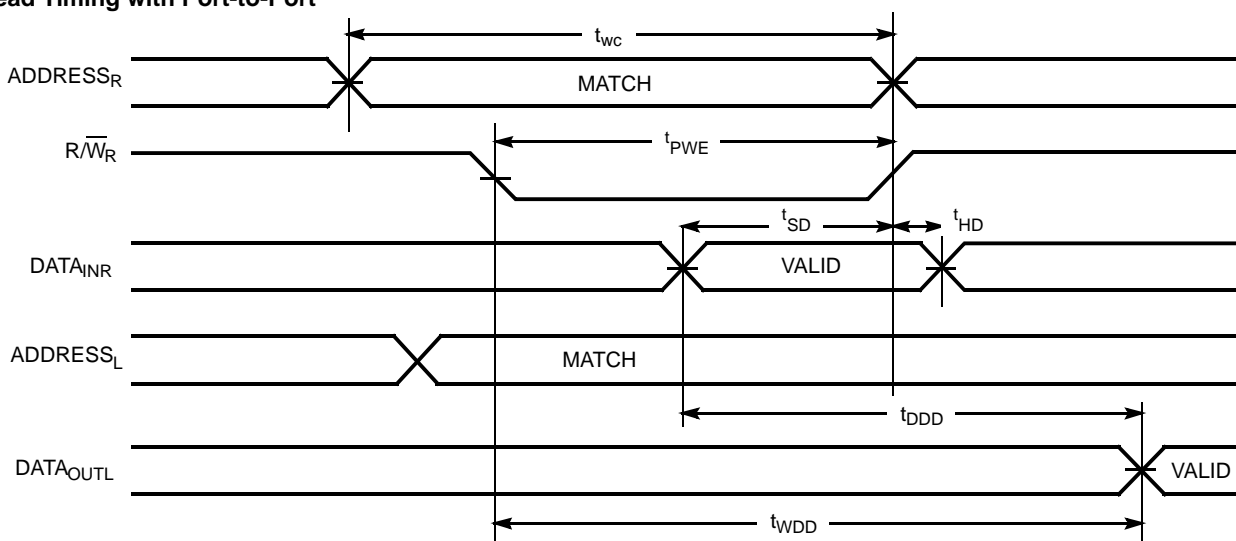 Read Timing with Port-to-Port
tWC
ADDRESSR
MATCH
R/W̅R
tPWE
tSD
tHD
DATAINR
VALID
ADDRESSL
MATCH
tDDD
DATAOUTL
VALID
tWDD